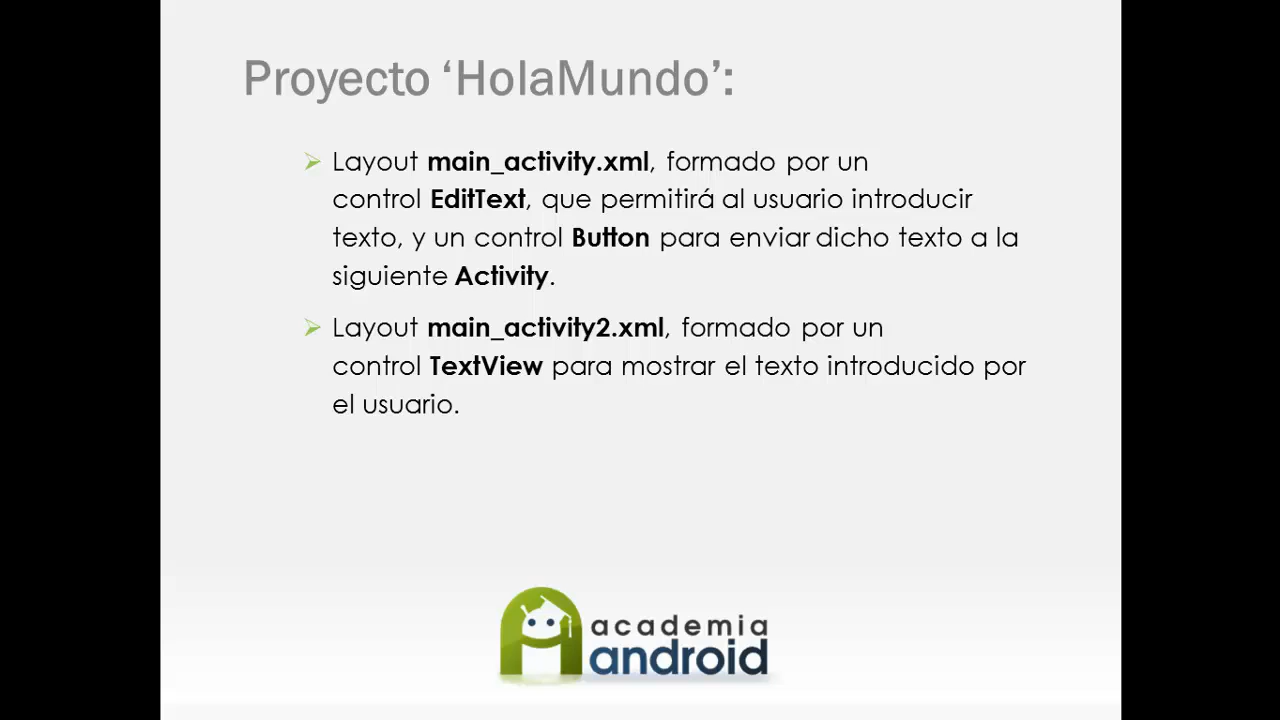 Proyecto ‘HolaMundo’:
Layout main_activity.xml, formado por un
control EditText, que permitirá al usuario introducir
texto, y un control Button para enviar dicho texto a la
siguiente Activity.
Layout main_activity2.xml, formado por un
control TextView para mostrar el texto introducido por
el usuario.
academia
android